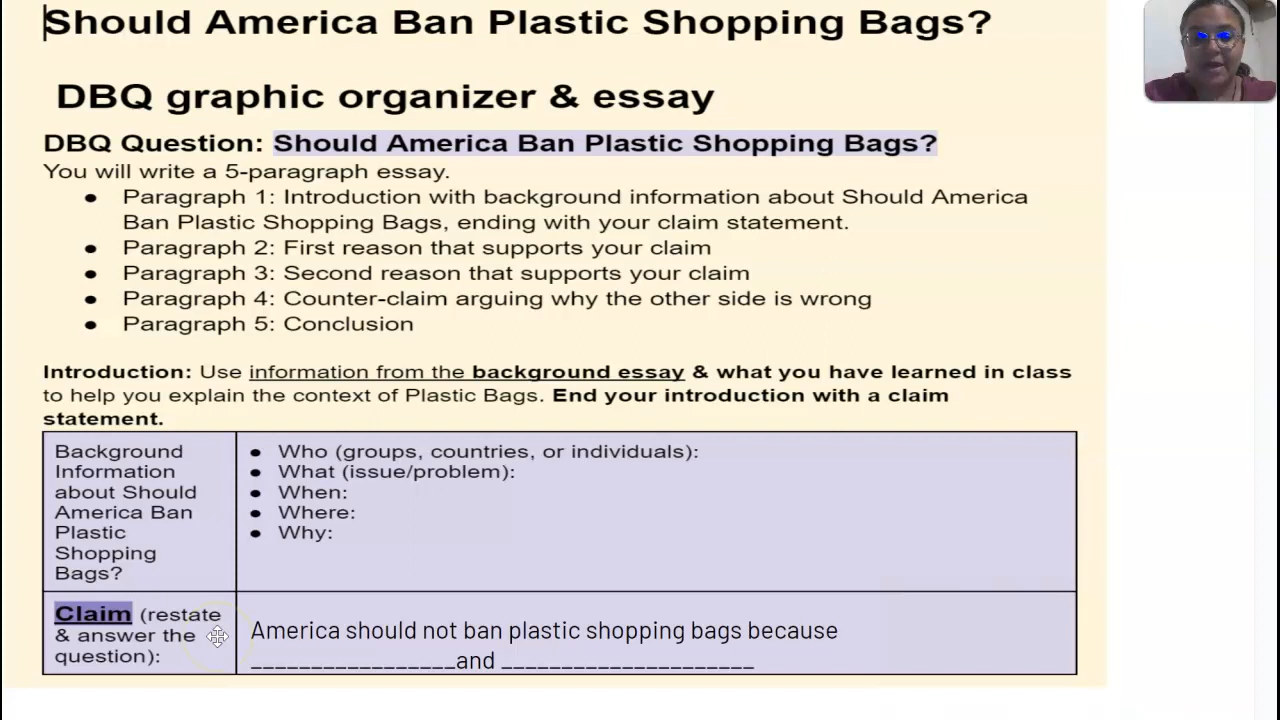 Should America Ban Plastic Shopping Bags?
DBQ graphic organizer & essay
DBQ Question: Should America Ban Plastic Shopping Bags?
You will write a 5-paragraph essay.
● Paragraph 1: Introduction with background information about Should America
Ban Plastic Shopping Bags, ending with your claim statement.
● Paragraph 2: First reason that supports your claim
● Paragraph 3: Second reason that supports your claim
● Paragraph 4: Counter-claim arguing why the other side is wrong
● Paragraph 5: Conclusion
Introduction: Use information from the background essay & what you have learned in class
to help you explain the context of Plastic Bags. End your introduction with a claim
statement.
Background
Information
about Should
America Ban
Plastic
Shopping
Bags?
● Who (groups, countries, or individuals):
● What (issue/problem):
● When:
● Where:
● Why:
Claim (restate
& answer the
question):
America should not ban plastic shopping bags because
_________________and _____________________